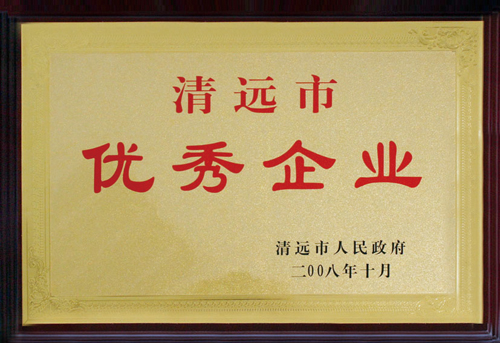 清远市
优秀企业
清远市人民政府
二00八年十月